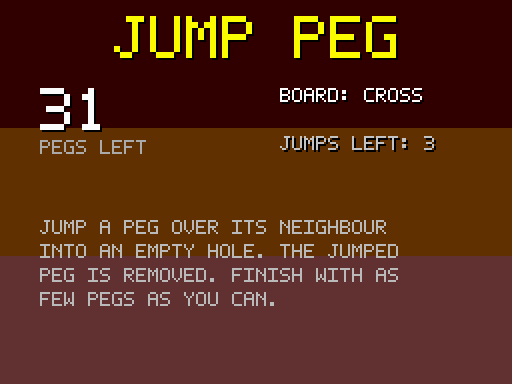 JUMP PEG
31
PEGS LEFT
BOARD: CROSS
JUMPS LEFT: 3
JUMP A PEG OVER ITS NEIGHBOUR
INTO AN EMPTY HOLE. THE JUMPED
PEG IS REMOVED. FINISH WITH AS
FEW PEGS AS YOU CAN.